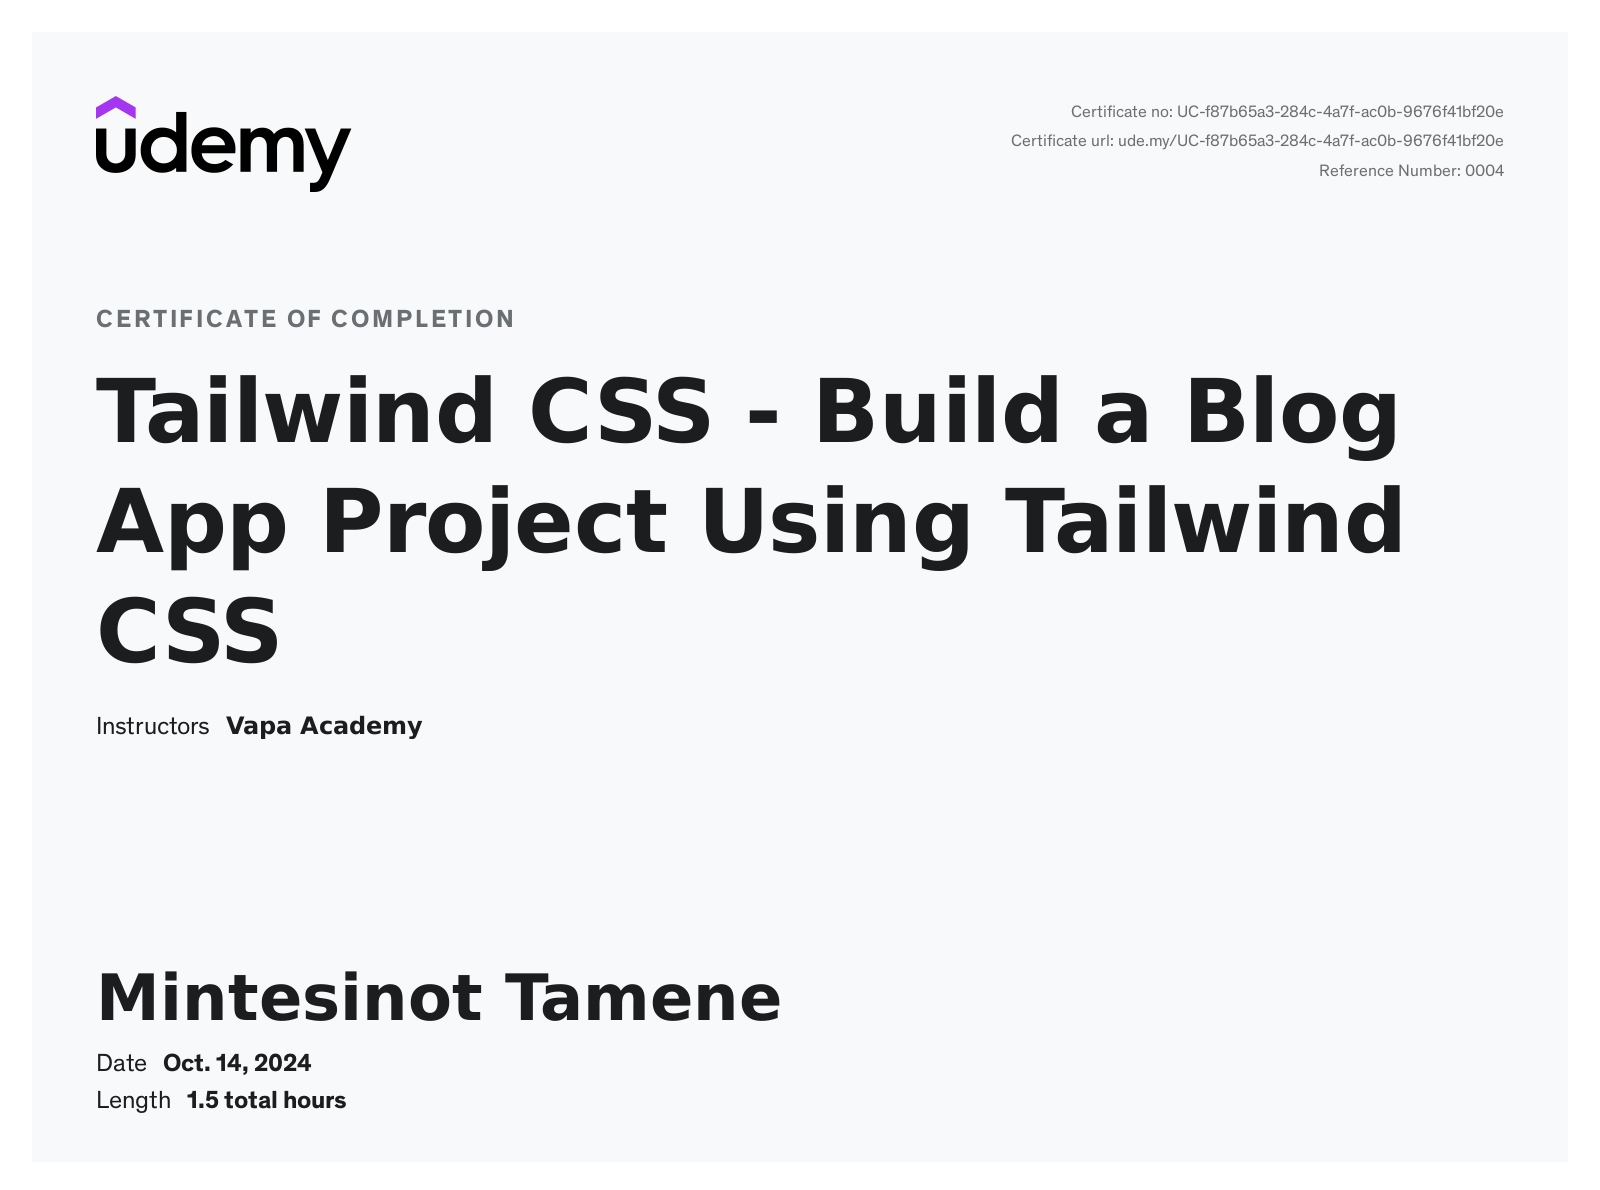 udemy
Certificate no: UC-f87b65a3-284c-4a7f-ac0b-9676f41bf20e
Certificate url: ude.my/UC-f87b65a3-284c-4a7f-ac0b-9676f41bf20e
Reference Number: 0004
CERTIFICATE OF COMPLETION
Tailwind CSS - Build a Blog
App Project Using Tailwind
CSS
Instructors Vapa Academy
Mintesinot Tamene
Date Oct. 14, 2024
Length 1.5 total hours